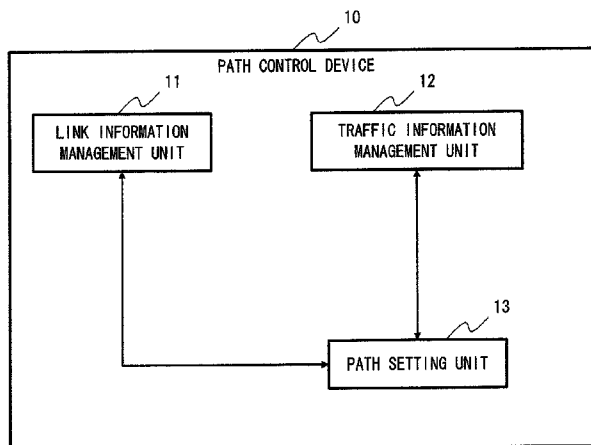 10
PATH CONTROL DEVICE
11
12
LINK INFORMATION
MANAGEMENT UNIT
TRAFFIC INFORMATION
MANAGEMENT UNIT
13
PATH SETTING UNIT